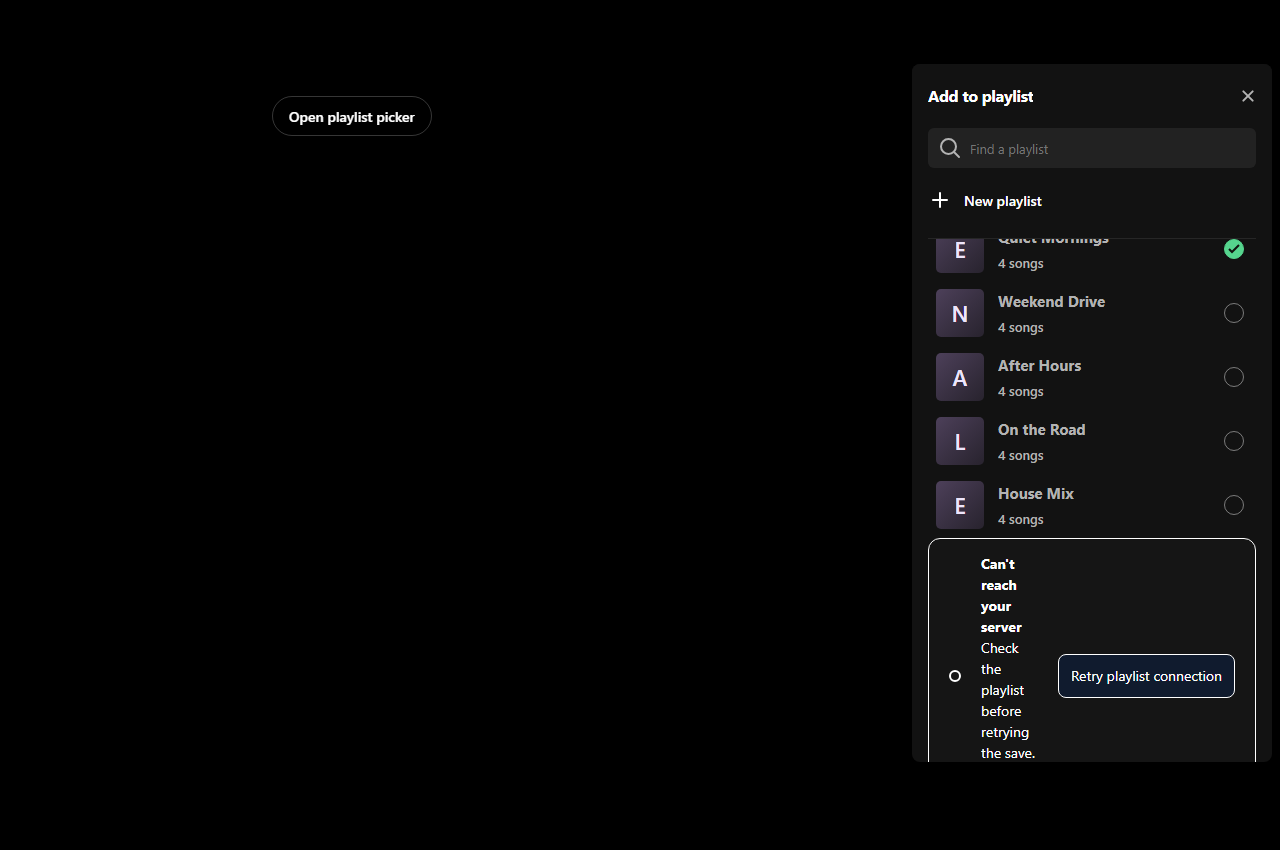 Open playlist picker
Add to playlist
Find a playlist
New playlist
E
Quiet Mornings
4 songs
N
Weekend Drive
4 songs
A
After Hours
4 songs
L
On the Road
4 songs
E
House Mix
4 songs
Can't
reach
your
server
Check
the
playlist
before
retrying
the save.
Retry playlist connection